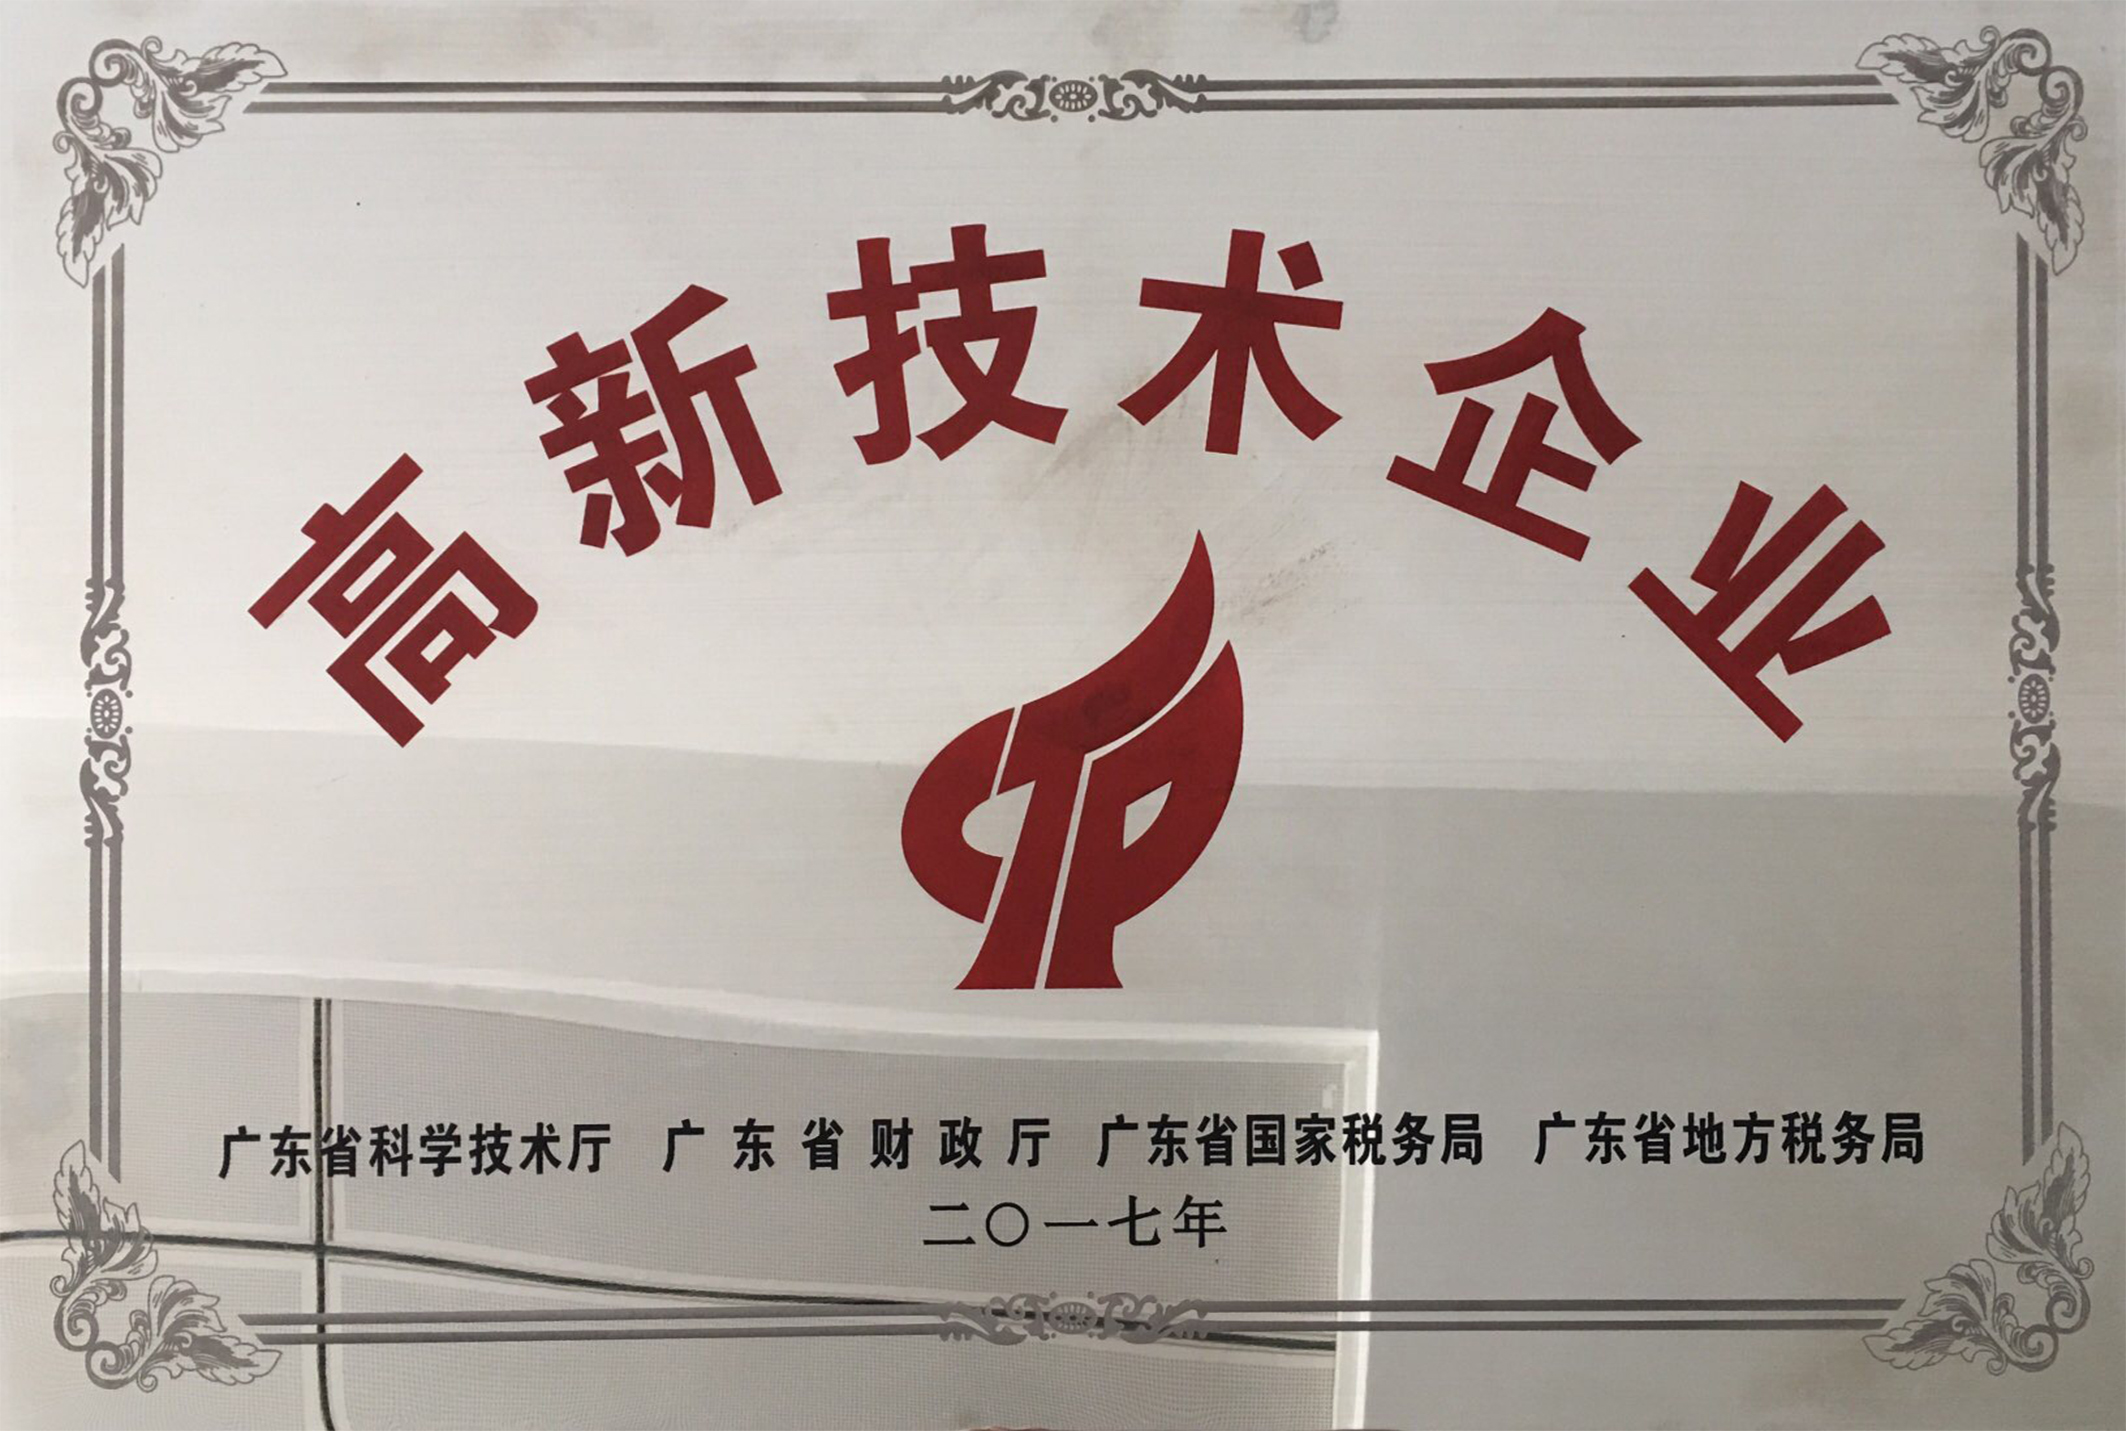 高新技术企业
广东省科学技术厅 广东省财政厅 广东省国家税务局 广东省地方税务局
二〇一七年